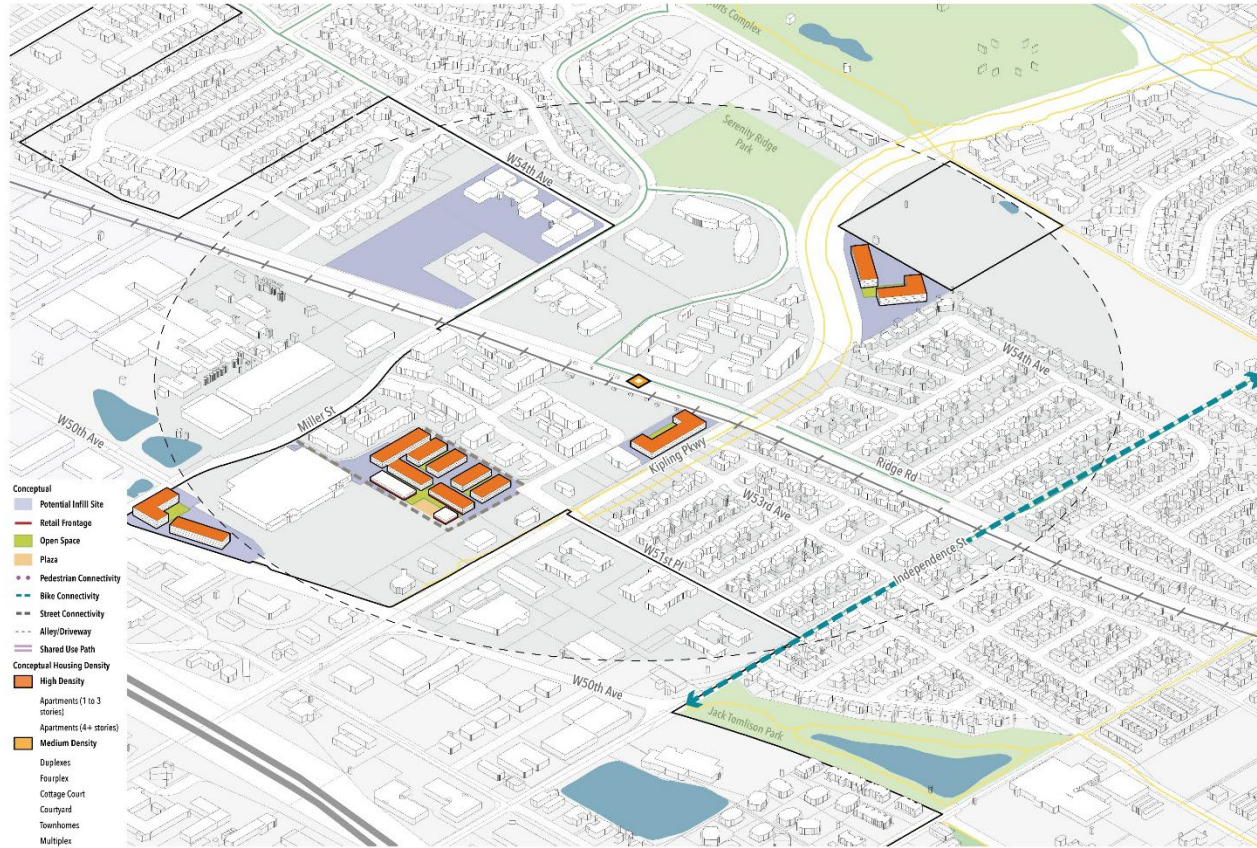 orts Complex
Serenity Ridge
Park
W54th Ave
W54th Ave
Miller St
W50th Ave
Kipling Pkwy
Ridge Rd
W53rd Ave
W51st Pl
Independence St
W50th Ave
Jack Tomlison Park
Conceptual
Potential Infill Site
Retail Frontage
Open Space
Plaza
Pedestrian Connectivity
Bike Connectivity
Street Connectivity
Alley/Driveway
Shared Use Path
Conceptual Housing Density
High Density
Apartments (1 to 3
stories)
Apartments (4+ stories)
Medium Density
Duplexes
Fourplex
Cottage Court
Courtyard
Townhomes
Multiplex